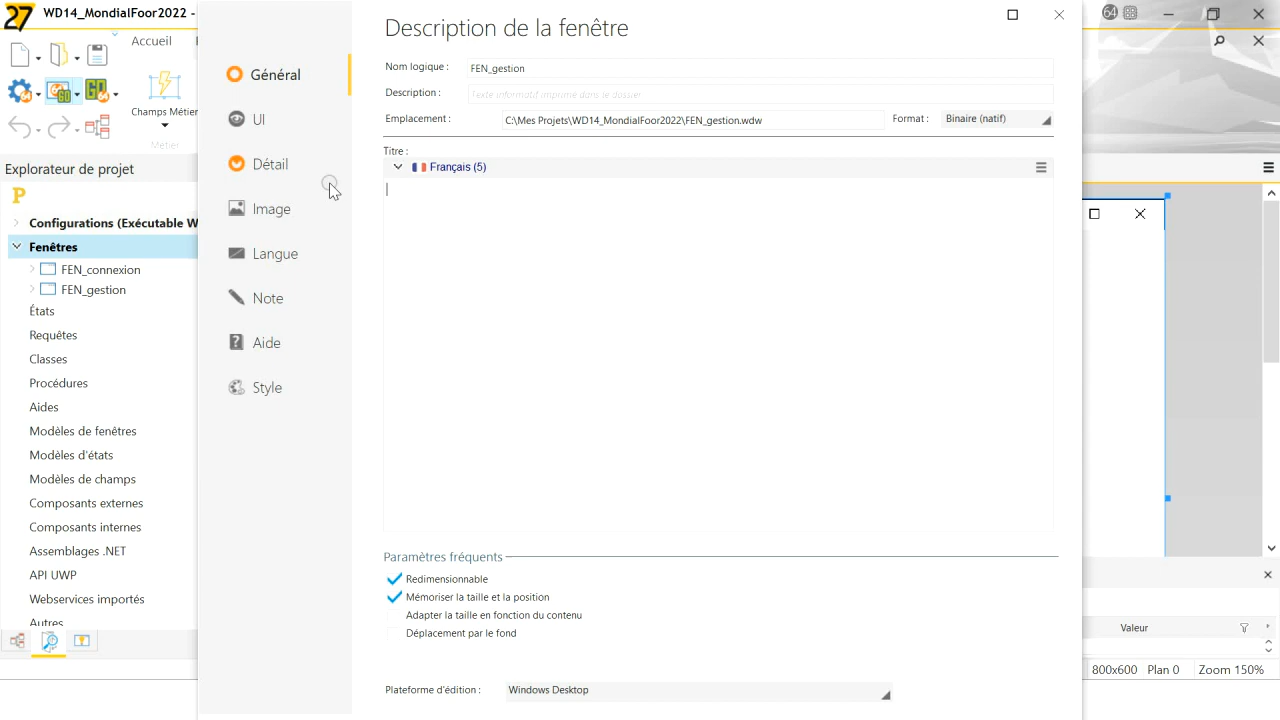 27 WD14_MondialFoor2022 -
Accueil
Champs Métier
Métier
Explorateur de projet
Configurations (Exécutable W
Fenêtres
FEN_connexion
FEN_gestion
États
Requêtes
Classes
Procédures
Aides
Modèles de fenêtres
Modèles d'états
Modèles de champs
Composants externes
Composants internes
Assemblages .NET
API UWP
Webservices importés
Autres
Général
UI
Détail
Image
Langue
Note
Aide
Style
Description de la fenêtre
Nom logique : FEN_gestion
Description : Texte informatif imprimé dans le dossier
Emplacement : C:\Mes Projets\WD14_MondialFoor2022\FEN_gestion.wdw Format : Binaire (natif)
Titre :
Français (5)
Paramètres fréquents
Redimensionnable
Mémoriser la taille et la position
Adapter la taille en fonction du contenu
Déplacement par le fond
Plateforme d'édition : Windows Desktop
64
Valeur
800x600 Plan 0 Zoom 150%